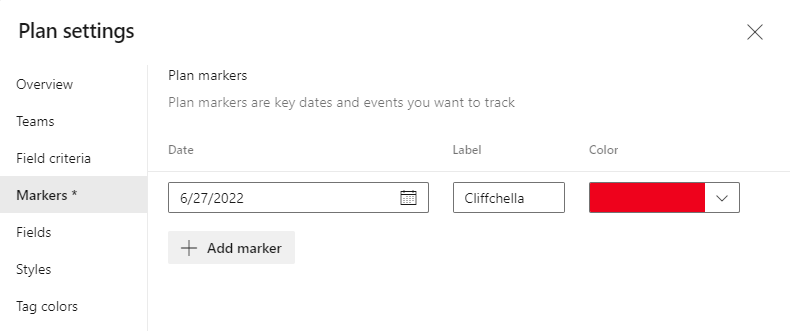 Plan settings
Overview
Teams
Field criteria
Markers *
Fields
Styles
Tag colors
Plan markers
Plan markers are key dates and events you want to track
Date Label Color
6/27/2022 Cliffchella
Add marker